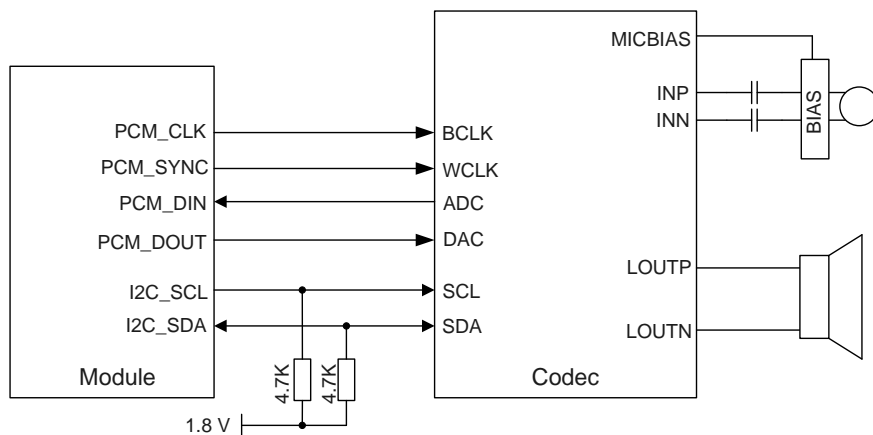 MICBIAS
INP
INN
BIAS
PCM_CLK
BCLK
PCM_SYNC
WCLK
PCM_DIN
ADC
PCM_DOUT
DAC
LOUTP
I2C_SCL
SCL
I2C_SDA
SDA
LOUTN
4.7K
4.7K
Module
Codec
1.8 V